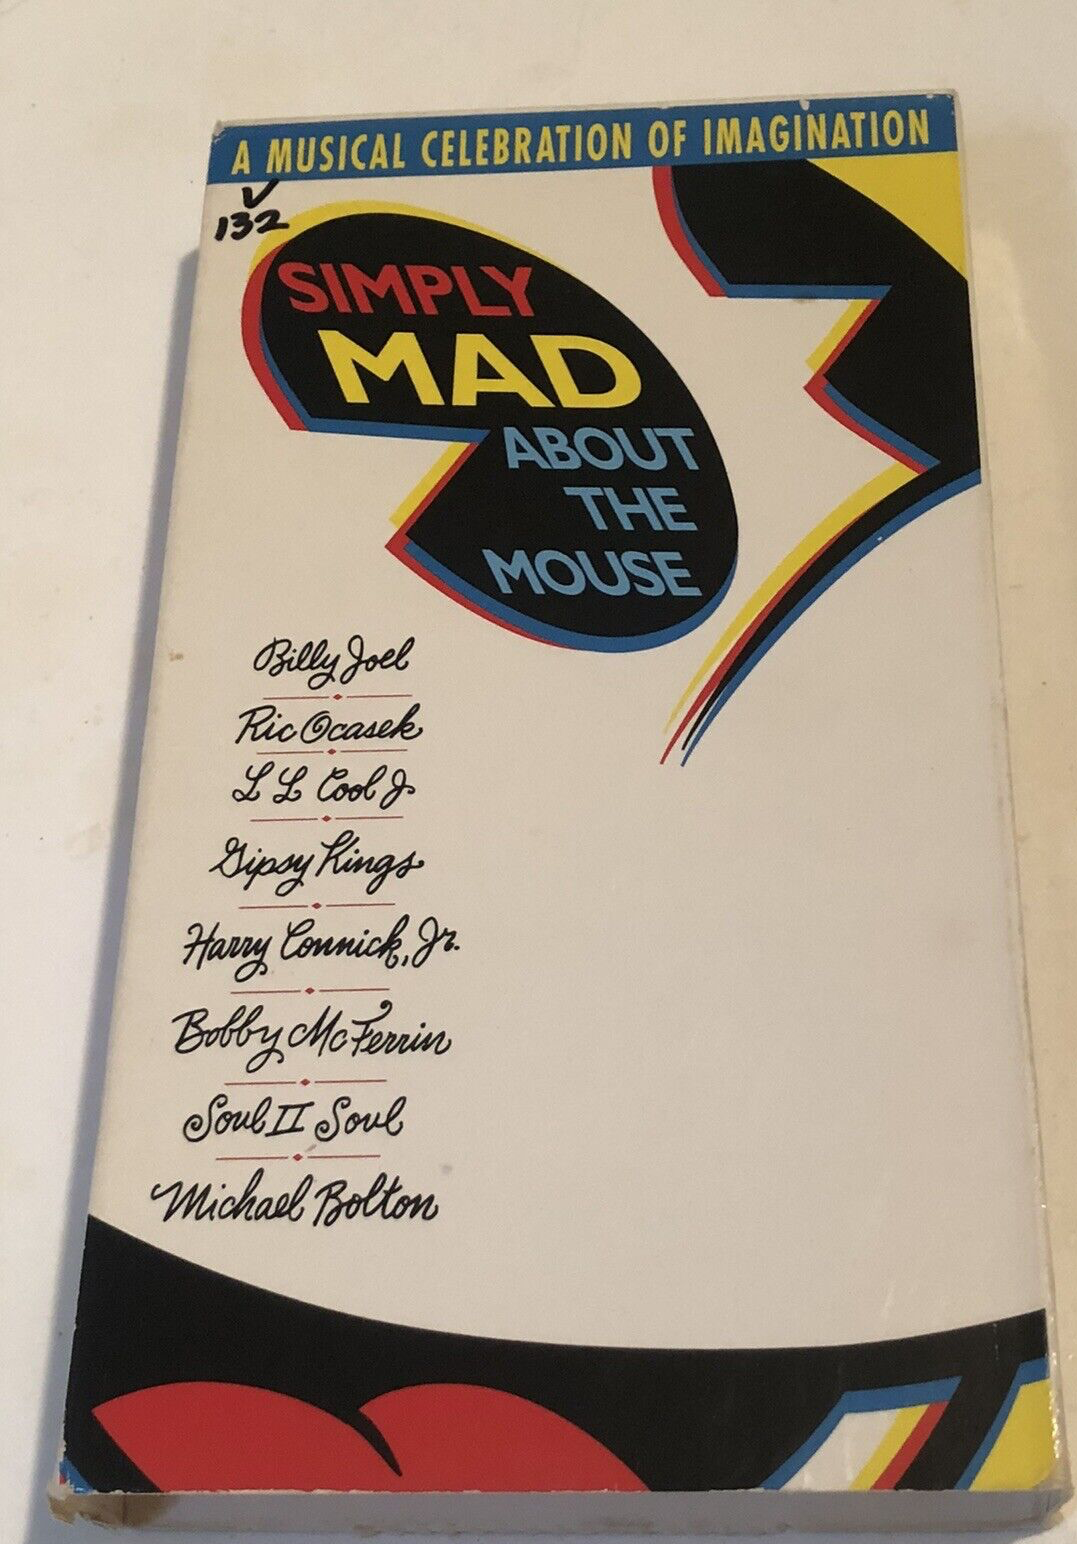 A MUSICAL CELEBRATION OF IMAGINATION
V
132
SIMPLY
MAD
ABOUT
THE
MOUSE
Billy Joel
Ric Ocasek
L L Cool J
Gipsy Kings
Harry Connick, Jr.
Bobby McFerrin
Soul II Soul
Michael Bolton